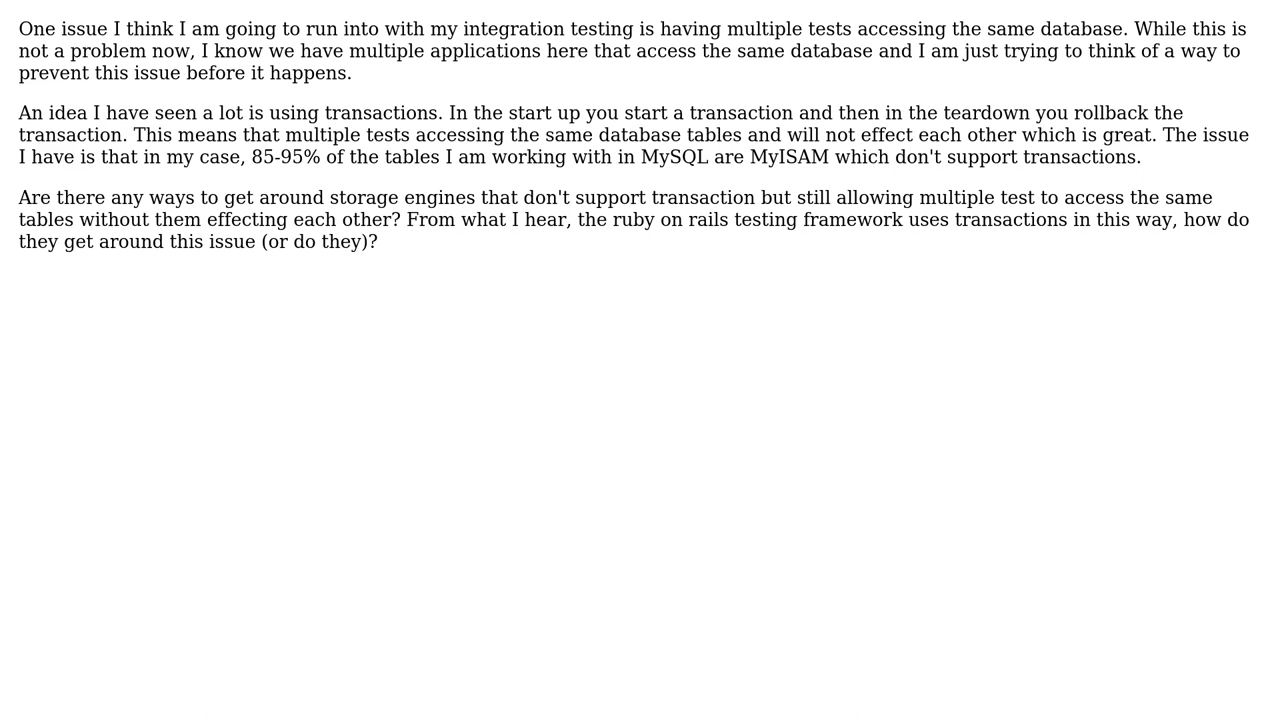 One issue I think I am going to run into with my integration testing is having multiple tests accessing the same database. While this is
not a problem now, I know we have multiple applications here that access the same database and I am just trying to think of a way to
prevent this issue before it happens.
An idea I have seen a lot is using transactions. In the start up you start a transaction and then in the teardown you rollback the
transaction. This means that multiple tests accessing the same database tables and will not effect each other which is great. The issue
I have is that in my case, 85-95% of the tables I am working with in MySQL are MyISAM which don't support transactions.
Are there any ways to get around storage engines that don't support transaction but still allowing multiple test to access the same
tables without them effecting each other? From what I hear, the ruby on rails testing framework uses transactions in this way, how do
they get around this issue (or do they)?